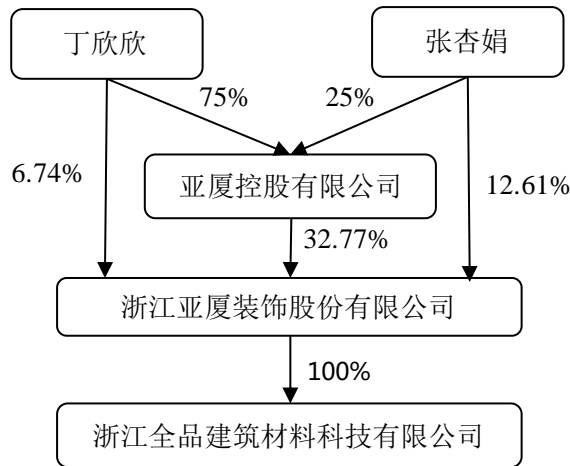 丁欣欣
张杏娟
75%
25%
6.74%
亚厦控股有限公司
12.61%
32.77%
浙江亚厦装饰股份有限公司
100%
浙江全品建筑材料科技有限公司